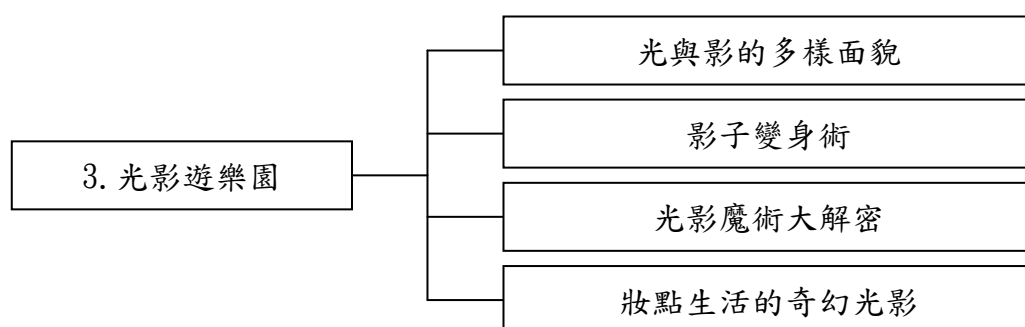 光與影的多樣面貌
影子變身術
3.光影遊樂園
光影魔術大解密
妝點生活的奇幻光影